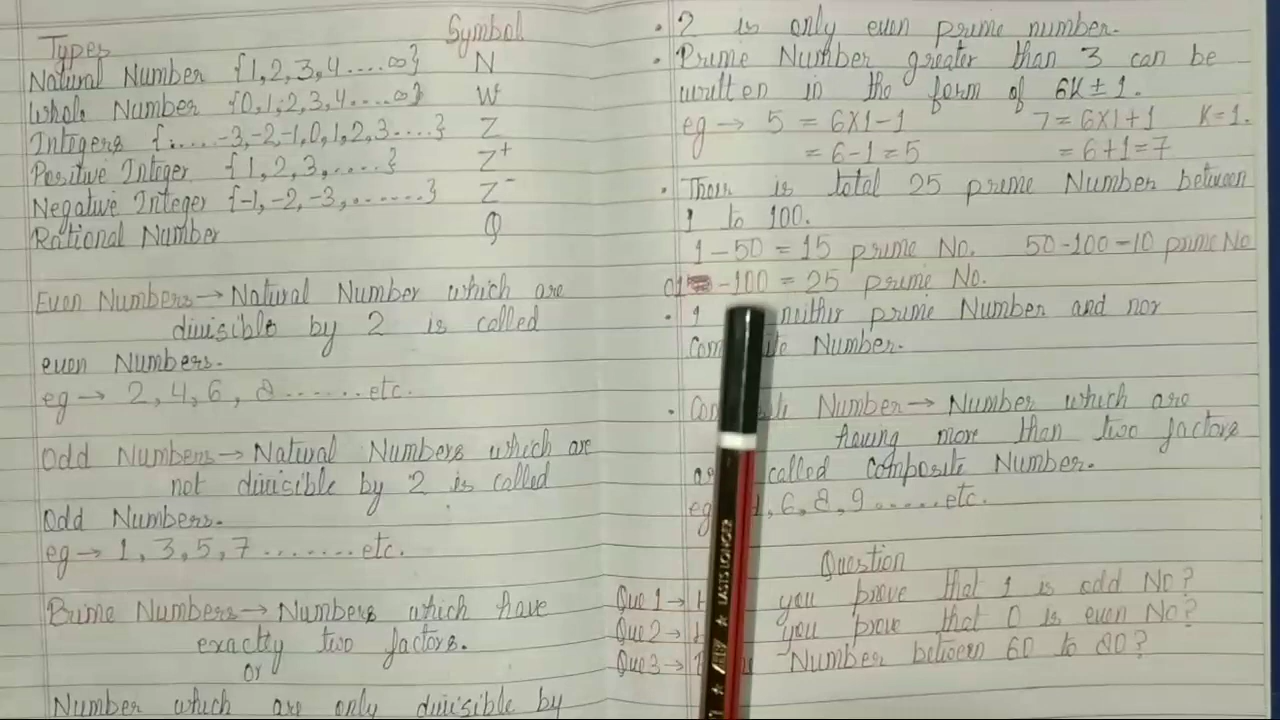 Types Symbol
Natural Number {1,2,3,4....∞} N
Whole Number {0,1,2,3,4....∞} W
Integers {.....-3,-2,-1,0,1,2,3....} Z
Positive Integer {1,2,3,.....} Z+
Negative Integer {-1,-2,-3,.......} Z-
Rational Number Q
Even Numbers → Natural Number which are
divisible by 2 is called
even Numbers.
eg → 2, 4, 6, 8.......etc.
Odd Numbers → Natural Numbers which are
not divisible by 2 is called
Odd Numbers.
eg → 1, 3, 5, 7 ........etc.
Prime Numbers → Numbers which have
exactly two factors.
or
Number which are only divisible by
• 2 is only even prime number.
• Prime Number greater than 3 can be
written in the form of 6K±1.
eg → 5 = 6x1-1 7 = 6x1+1 K=1.
= 6-1=5 = 6+1=7
• There is total 25 prime Number between
1 to 100.
1-50 = 15 prime No. 50-100-10 prime No
01 -100 = 25 prime No.
• 1 neither prime Number and nor
Number.
• Number → Number which are
having more than two factors
called composite Number.
eg , 6, 8, 9 ......etc.
Question
Que 1 → you prove that 1 is odd No?
Que 2 → you prove that 0 is even No?
Que 3 → Number between 60 to 80?
LASTS LONGER